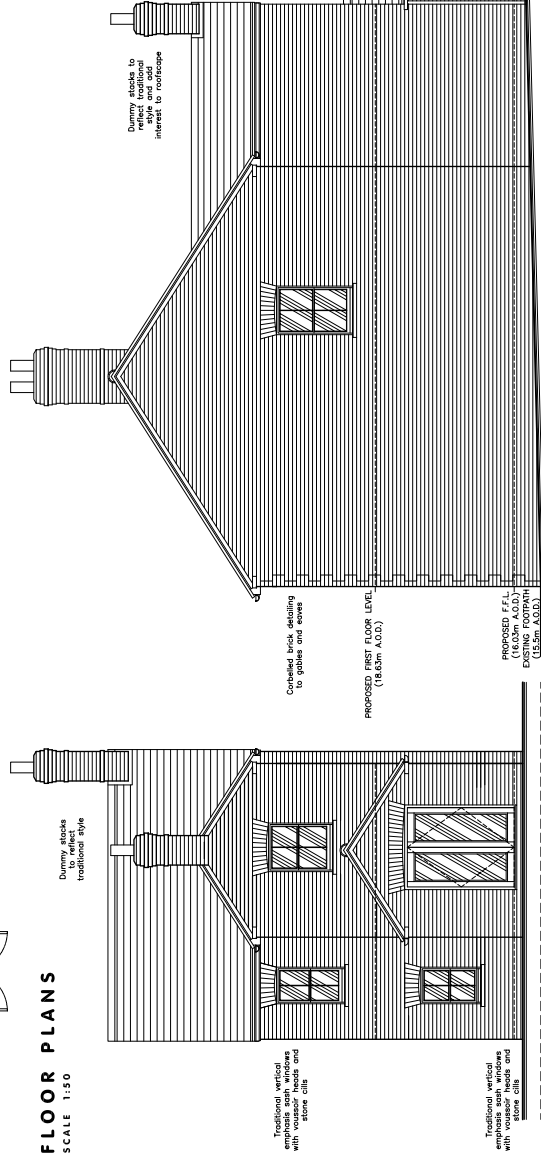 FLOOR PLANS
SCALE 1:50
Dummy stacks
to reflect
traditional style
Traditional vertical
emphasis sash windows
with voussoir heads and
stone cills
Traditional vertical
emphasis sash windows
with voussoir heads and
stone cills
Dummy stacks to
reflect traditional
style and add
interest to roofscape
Corbelled brick detailing
to gables and eaves
PROPOSED FIRST FLOOR LEVEL
(18.63m A.O.D.)
PROPOSED F.F.L.
(16.03m A.O.D.)
EXISTING FOOTPATH
(15.5m A.O.D.)